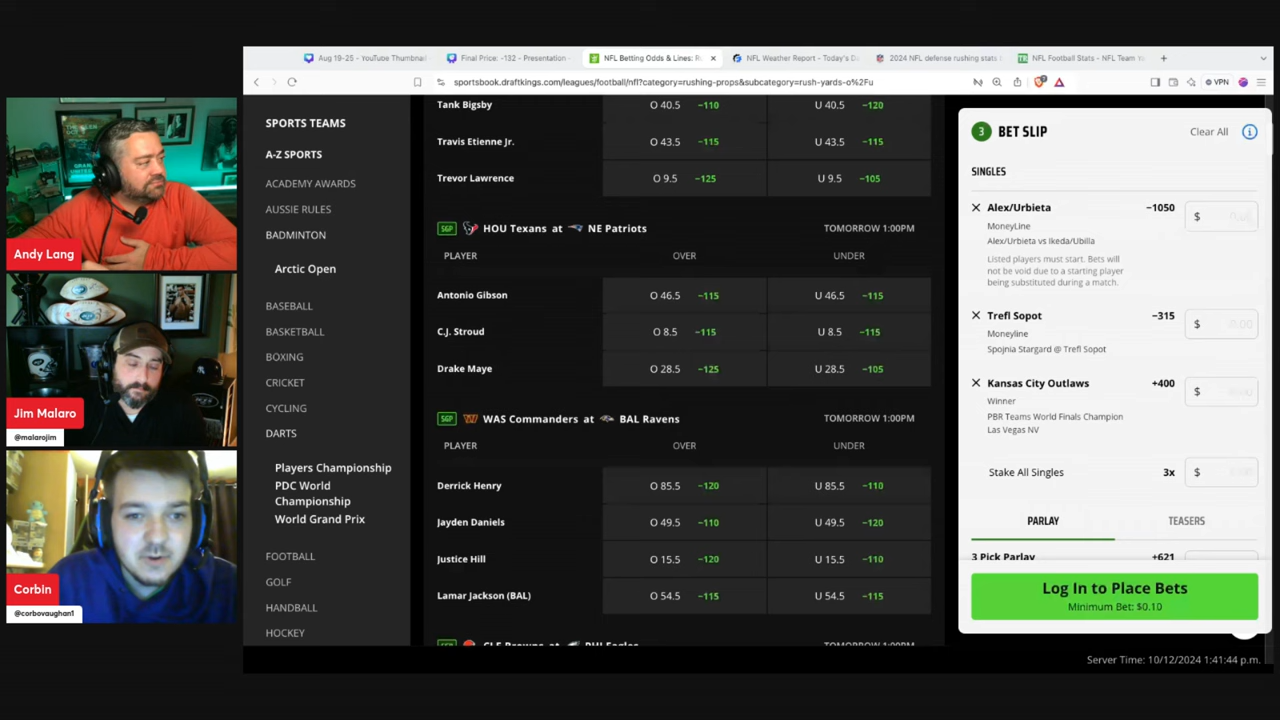 Aug 19-25 - YouTube Thumbnail
Final Price: -132 - Presentation -
NFL Betting Odds & Lines: Ru
NFL Weather Report - Today's
2024 NFL defense rushing stats
NFL Football Stats - NFL Team
sportsbook.draftkings.com/leagues/football/nfl?category=rushing-props&subcategory=rush-yards-o%2Fu
VPN
Andy Lang
Jim Malaro
@malarojim
Corbin
@corbovaughan1
SPORTS TEAMS
A-Z SPORTS
ACADEMY AWARDS
AUSSIE RULES
BADMINTON
Arctic Open
BASEBALL
BASKETBALL
BOXING
CRICKET
CYCLING
DARTS
Players Championship
PDC World
Championship
World Grand Prix
FOOTBALL
GOLF
HANDBALL
HOCKEY
Tank Bigsby O 40.5 −110 U 40.5 −120
Travis Etienne Jr. O 43.5 −115 U 43.5 −115
Trevor Lawrence O 9.5 −125 U 9.5 −105
SGP HOU Texans at NE Patriots TOMORROW 1:00PM
PLAYER OVER UNDER
Antonio Gibson O 46.5 −115 U 46.5 −115
C.J. Stroud O 8.5 −115 U 8.5 −115
Drake Maye O 28.5 −125 U 28.5 −105
SGP WAS Commanders at BAL Ravens TOMORROW 1:00PM
PLAYER OVER UNDER
Derrick Henry O 85.5 −120 U 85.5 −110
Jayden Daniels O 49.5 −110 U 49.5 −120
Justice Hill O 15.5 −120 U 15.5 −110
Lamar Jackson (BAL) O 54.5 −115 U 54.5 −115
SGP CLE Browns at PHI Eagles TOMORROW 1:00PM
3 BET SLIP Clear All
SINGLES
Alex/Urbieta −1050 $
MoneyLine
Alex/Urbieta vs Ikeda/Ubilla
Listed players must start. Bets will
not be void due to a starting player
being substituted during a match.
Trefl Sopot −315 $ 0.00
Moneyline
Spojnia Stargard @ Trefl Sopot
Kansas City Outlaws +400 $
Winner
PBR Teams World Finals Champion
Las Vegas NV
Stake All Singles 3x $
PARLAY TEASERS
3 Pick Parlay +621
Log In to Place Bets
Minimum Bet: $0.10
Server Time: 10/12/2024 1:41:44 p.m.